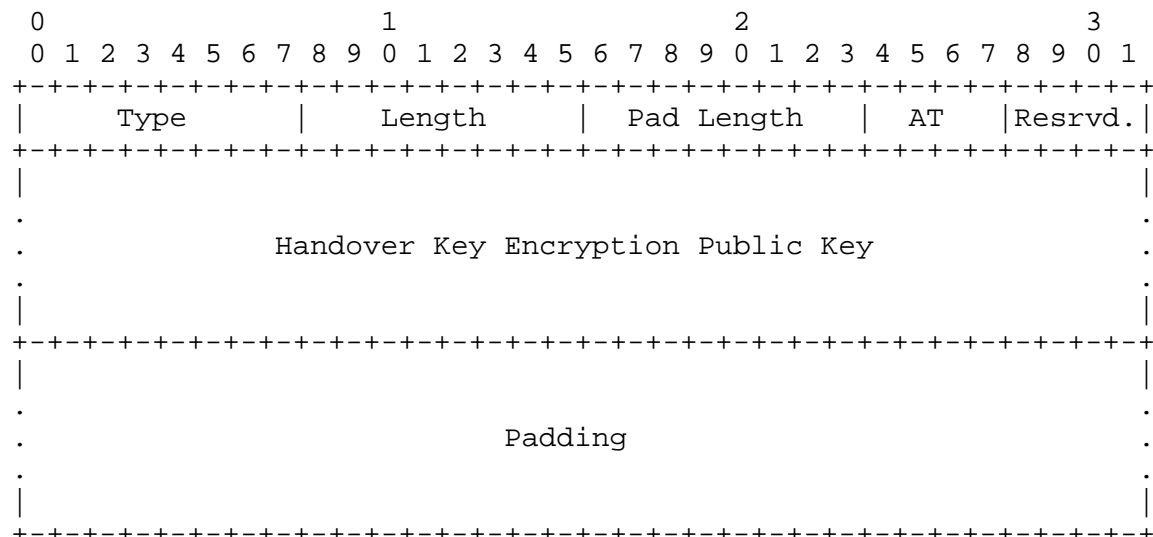 0                   1                   2                   3
 0 1 2 3 4 5 6 7 8 9 0 1 2 3 4 5 6 7 8 9 0 1 2 3 4 5 6 7 8 9 0 1
+-+-+-+-+-+-+-+-+-+-+-+-+-+-+-+-+-+-+-+-+-+-+-+-+-+-+-+-+-+-+-+-+
|     Type      |    Length     |  Pad Length   |  AT   |Resrvd.|
+-+-+-+-+-+-+-+-+-+-+-+-+-+-+-+-+-+-+-+-+-+-+-+-+-+-+-+-+-+-+-+-+
|                                                               |
.                                                               .
.              Handover Key Encryption Public Key               .
.                                                               .
|                                                               |
+-+-+-+-+-+-+-+-+-+-+-+-+-+-+-+-+-+-+-+-+-+-+-+-+-+-+-+-+-+-+-+-+
|                                                               |
.                                                               .
.                           Padding                             .
.                                                               .
|                                                               |
+-+-+-+-+-+-+-+-+-+-+-+-+-+-+-+-+-+-+-+-+-+-+-+-+-+-+-+-+-+-+-+-+